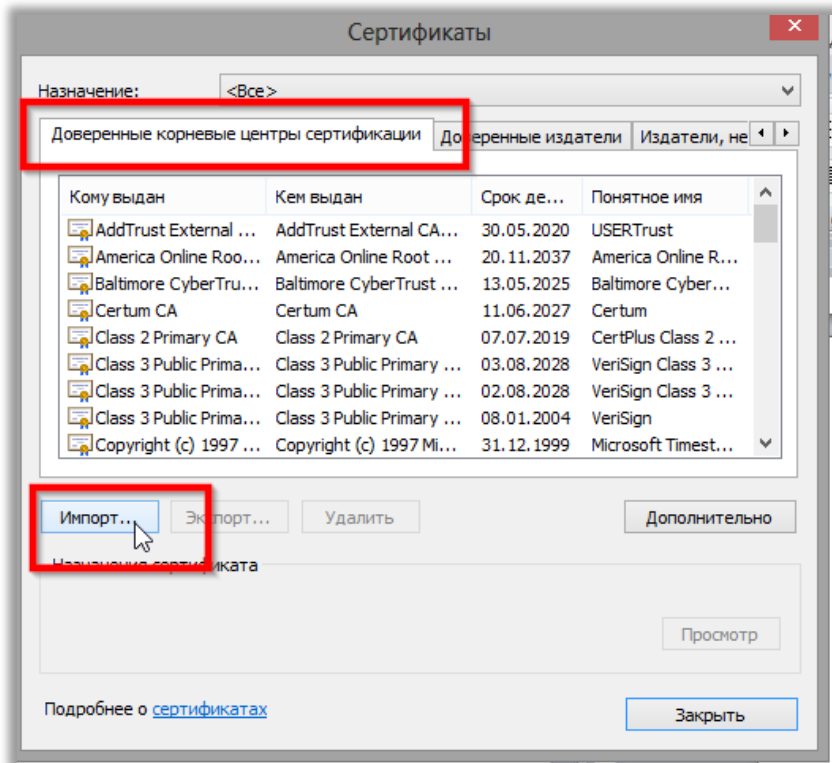 Сертификаты
Назначение: <Все>
Доверенные корневые центры сертификации Доверенные издатели Издатели, не
Кому выдан Кем выдан Срок де... Понятное имя
AddTrust External ... AddTrust External CA... 30.05.2020 USERTrust
America Online Roo... America Online Root ... 20.11.2037 America Online R...
Baltimore CyberTru... Baltimore CyberTrust ... 13.05.2025 Baltimore Cyber...
Certum CA Certum CA 11.06.2027 Certum
Class 2 Primary CA Class 2 Primary CA 07.07.2019 CertPlus Class 2 ...
Class 3 Public Prima... Class 3 Public Primary ... 03.08.2028 VeriSign Class 3 ...
Class 3 Public Prima... Class 3 Public Primary ... 02.08.2028 VeriSign Class 3 ...
Class 3 Public Prima... Class 3 Public Primary ... 08.01.2004 VeriSign
Copyright (c) 1997 ... Copyright (c) 1997 Mi... 31.12.1999 Microsoft Timest...
Импорт... Экспорт... Удалить Дополнительно
Назначения сертификата
Просмотр
Подробнее о сертификатах
Закрыть